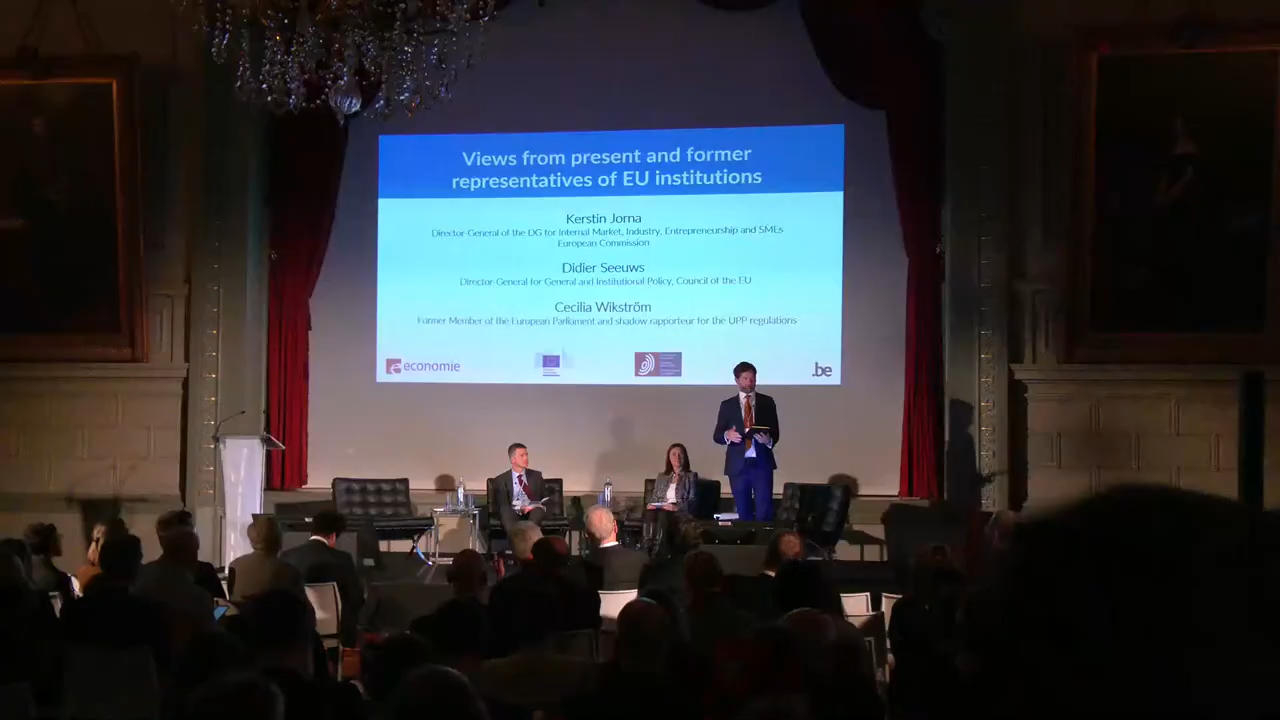 Views from present and former
representatives of EU institutions
Kerstin Jorna
Director-General of the DG for Internal Market, Industry, Entrepreneurship and SMEs
European Commission
Didier Seeuws
Director-General for General and Institutional Policy, Council of the EU
Cecilia Wikström
Former Member of the European Parliament and shadow rapporteur for the UPP regulations
economie
.be